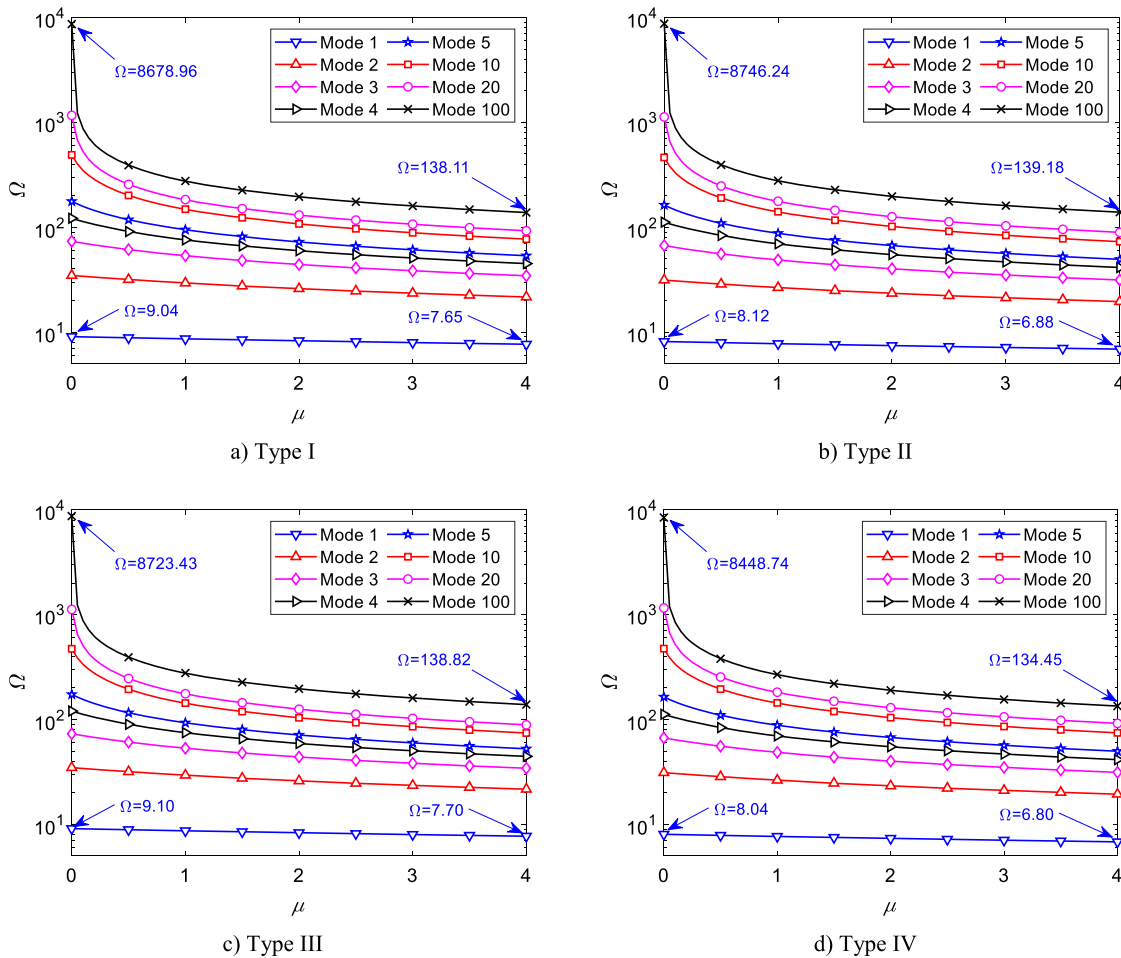 10^4
10^3
10^2
10^1
Ω
Mode 1
Mode 2
Mode 3
Mode 4
Mode 5
Mode 10
Mode 20
Mode 100
Ω=8678.96
Ω=138.11
Ω=9.04
Ω=7.65
0 1 2 3 4
μ
a) Type I
10^4
10^3
10^2
10^1
Ω
Mode 1
Mode 2
Mode 3
Mode 4
Mode 5
Mode 10
Mode 20
Mode 100
Ω=8746.24
Ω=139.18
Ω=8.12
Ω=6.88
0 1 2 3 4
μ
b) Type II
10^4
10^3
10^2
10^1
Ω
Mode 1
Mode 2
Mode 3
Mode 4
Mode 5
Mode 10
Mode 20
Mode 100
Ω=8723.43
Ω=138.82
Ω=9.10
Ω=7.70
0 1 2 3 4
μ
c) Type III
10^4
10^3
10^2
10^1
Ω
Mode 1
Mode 2
Mode 3
Mode 4
Mode 5
Mode 10
Mode 20
Mode 100
Ω=8448.74
Ω=134.45
Ω=8.04
Ω=6.80
0 1 2 3 4
μ
d) Type IV